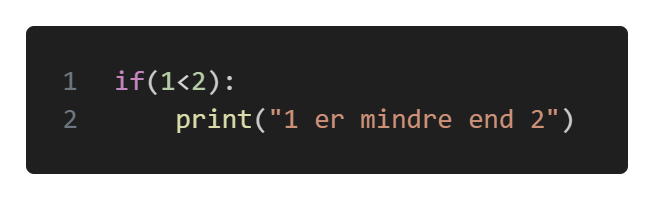 1 if(1<2):
2     print("1 er mindre end 2")